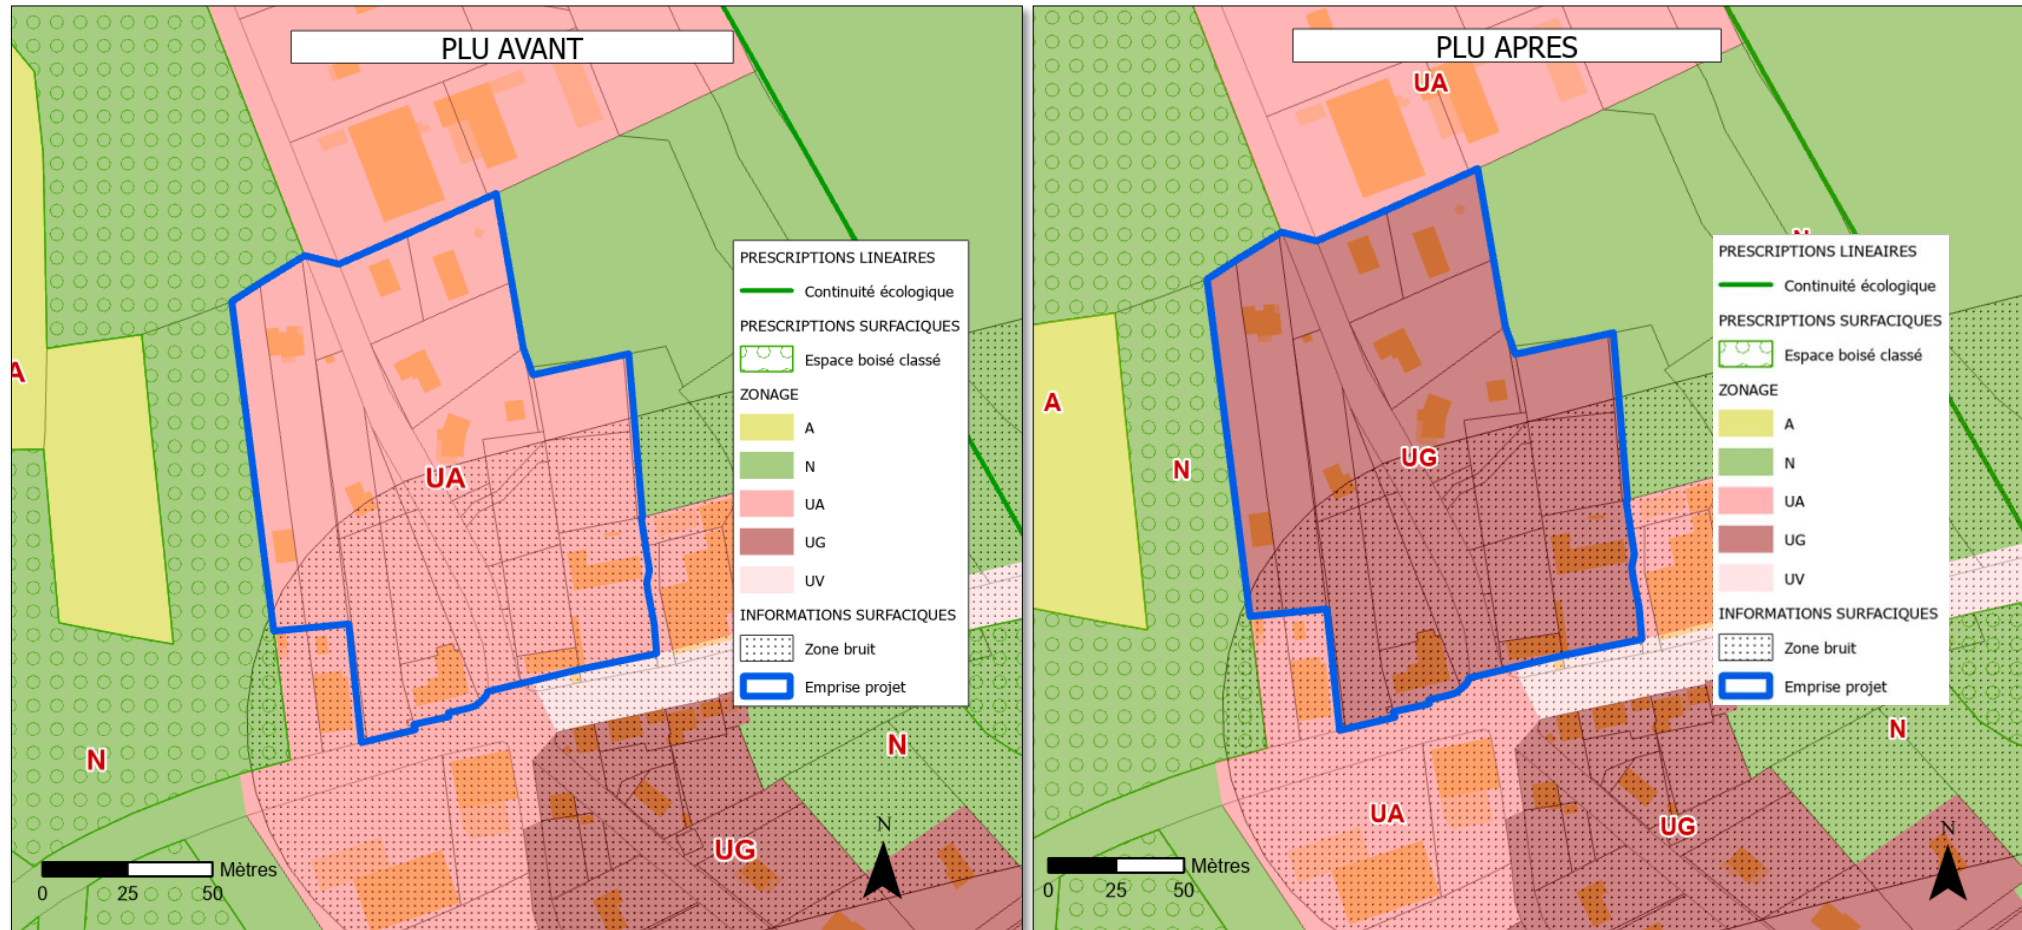 PLU AVANT
PRESCRIPTIONS LINEAIRES
Continuité écologique
PRESCRIPTIONS SURFACIQUES
Espace boisé classé
ZONAGE
A
N
UA
UG
UV
INFORMATIONS SURFACIQUES
Zone bruit
Emprise projet
A
UA
N
N
UG
N
Mètres
0 25 50
PLU APRES
UA
N
PRESCRIPTIONS LINEAIRES
Continuité écologique
PRESCRIPTIONS SURFACIQUES
Espace boisé classé
ZONAGE
A
N
UA
UG
UV
INFORMATIONS SURFACIQUES
Zone bruit
Emprise projet
A
N
UG
N
UA
UG
N
Mètres
0 25 50